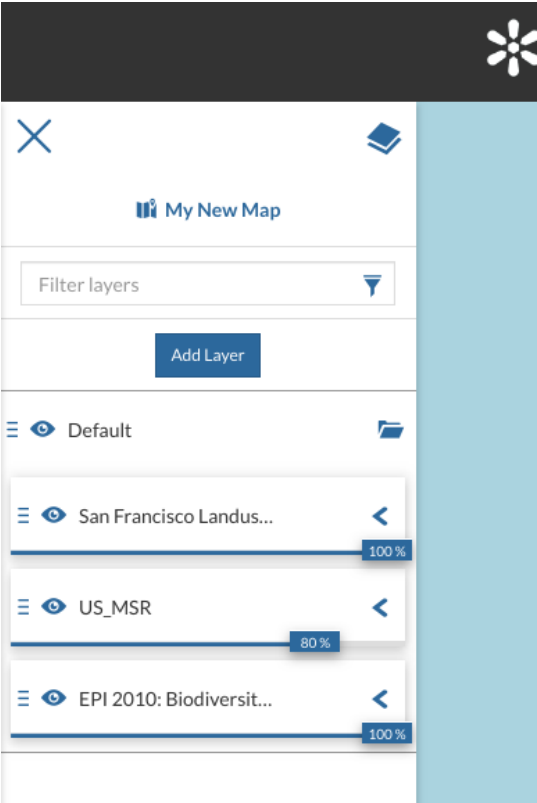 My New Map
Filter layers
Add Layer
Default
San Francisco Landus...
100 %
US_MSR
80 %
EPI 2010: Biodiversit...
100 %